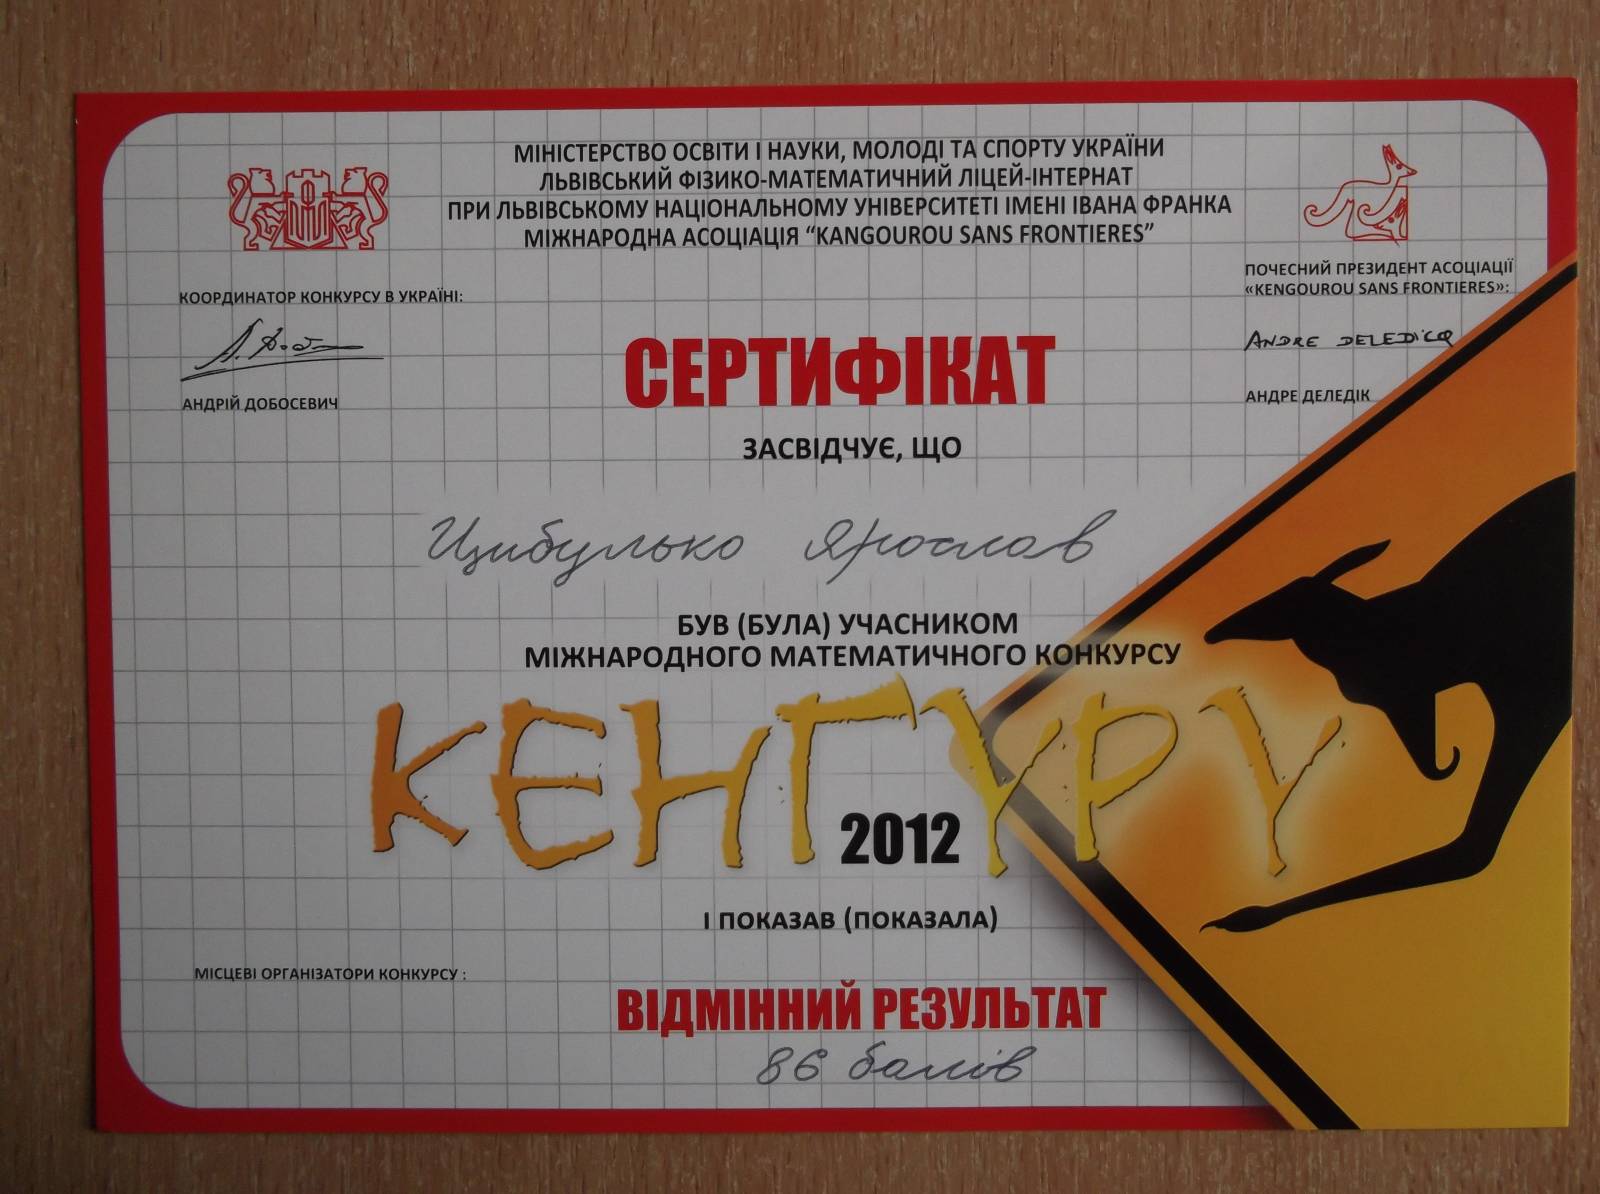 МІНІСТЕРСТВО ОСВІТИ І НАУКИ, МОЛОДІ ТА СПОРТУ УКРАЇНИ
ЛЬВІВСЬКИЙ ФІЗИКО-МАТЕМАТИЧНИЙ ЛІЦЕЙ-ІНТЕРНАТ
ПРИ ЛЬВІВСЬКОМУ НАЦІОНАЛЬНОМУ УНІВЕРСИТЕТІ ІМЕНІ ІВАНА ФРАНКА
МІЖНАРОДНА АСОЦІАЦІЯ “KANGOUROU SANS FRONTIERES”
КООРДИНАТОР КОНКУРСУ В УКРАЇНІ:
АНДРІЙ ДОБОСЕВИЧ
ПОЧЕСНИЙ ПРЕЗИДЕНТ АСОЦІАЦІЇ
«KENGOUROU SANS FRONTIERES»:
ANDRE DELEDICQ
АНДРЕ ДЕЛЕДІК
СЕРТИФІКАТ
ЗАСВІДЧУЄ, ЩО
Цибулько Ярослав
БУВ (БУЛА) УЧАСНИКОМ
МІЖНАРОДНОГО МАТЕМАТИЧНОГО КОНКУРСУ
КЕНГУРУ
2012
І ПОКАЗАВ (ПОКАЗАЛА)
МІСЦЕВІ ОРГАНІЗАТОРИ КОНКУРСУ :
ВІДМІННИЙ РЕЗУЛЬТАТ
86 балів